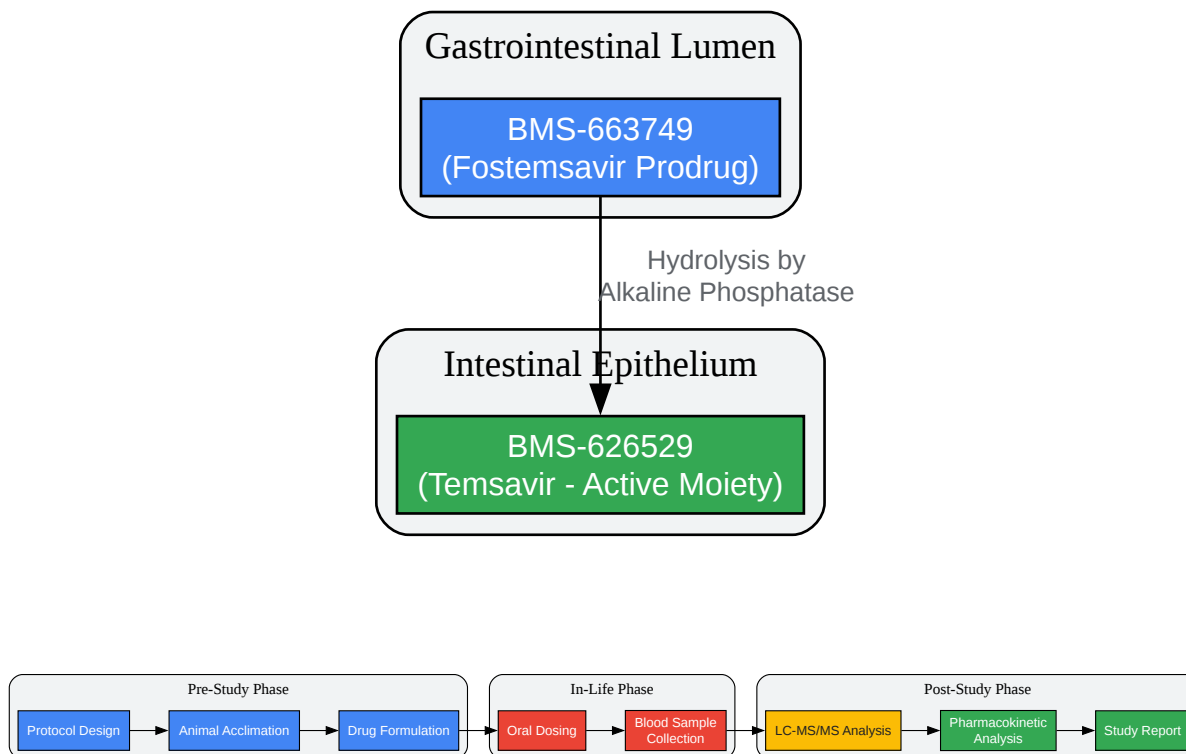 Gastrointestinal Lumen
BMS-663749
(Fostemsavir Prodrug)
Hydrolysis by
Alkaline Phosphatase
Intestinal Epithelium
BMS-626529
(Temsavir - Active Moiety)
Pre-Study Phase
Protocol Design
Animal Acclimation
Drug Formulation
In-Life Phase
Oral Dosing
Blood Sample
Collection
Post-Study Phase
LC-MS/MS Analysis
Pharmacokinetic
Analysis
Study Report